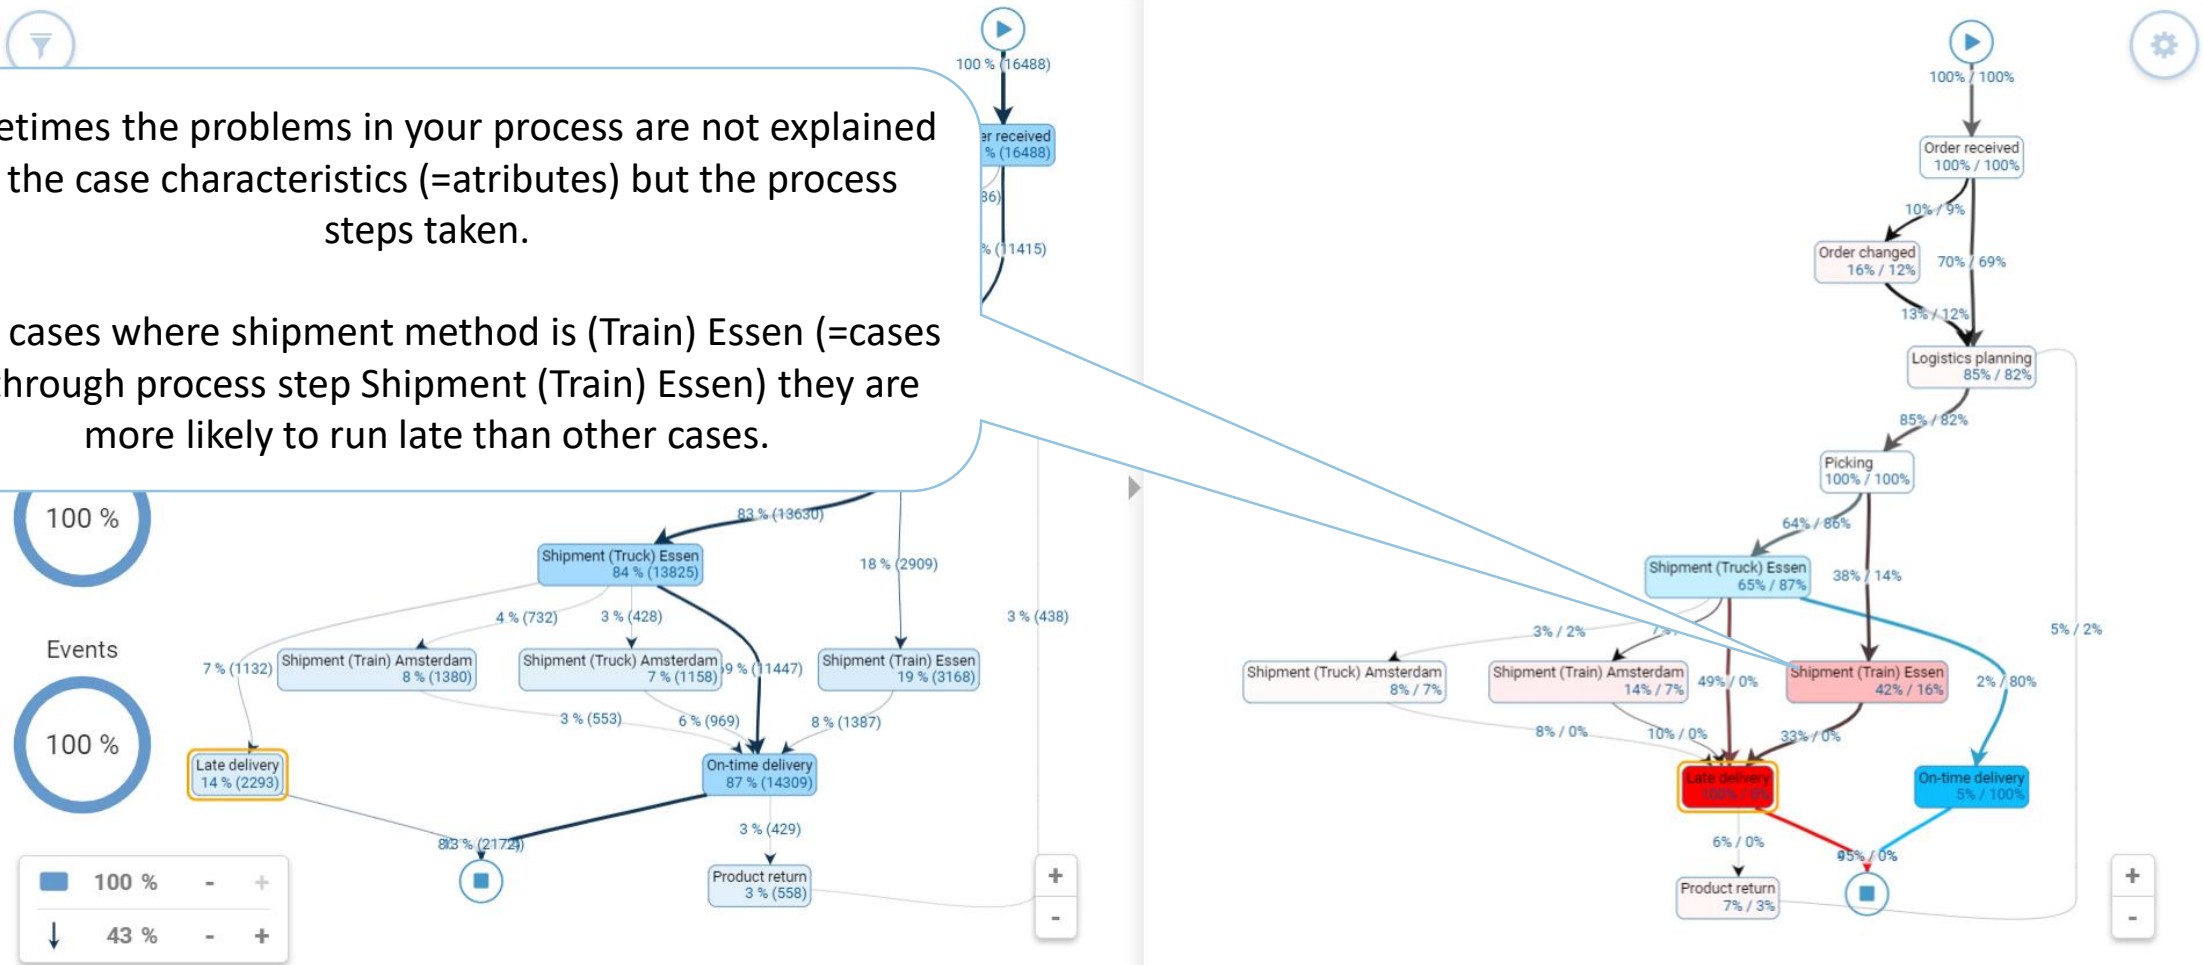 etimes the problems in your process are not explained
the case characteristics (=atributes) but the process
steps taken.
cases where shipment method is (Train) Essen (=cases
hrough process step Shipment (Train) Essen) they are
more likely to run late than other cases.
100 % (16488)
er received
% (16488)
86)
% (11415)
100 %
83 % (13630)
Shipment (Truck) Essen
84 % (13825)
18 % (2909)
4 % (732)
3 % (428)
3 % (438)
Events
100 %
7 % (1132)
Shipment (Train) Amsterdam
8 % (1380)
Shipment (Truck) Amsterdam
7 % (1158)
9 % (11447)
Shipment (Train) Essen
19 % (3168)
3 % (553)
6 % (969)
8 % (1387)
Late delivery
14 % (2293)
On-time delivery
87 % (14309)
3 % (429)
Product return
3 % (558)
100 % - +
43 % - +
+
-
100% / 100%
Order received
100% / 100%
10% / 9%
Order changed
16% / 12%
70% / 69%
13% / 12%
Logistics planning
85% / 82%
85% / 82%
Picking
100% / 100%
64% / 86%
Shipment (Truck) Essen
65% / 87%
38% / 14%
3% / 2%
5% / 2%
Shipment (Truck) Amsterdam
8% / 7%
Shipment (Train) Amsterdam
14% / 7%
49% / 0%
Shipment (Train) Essen
42% / 16%
2% / 80%
8% / 0%
10% / 0%
33% / 0%
Late delivery
100% / 0%
On-time delivery
5% / 100%
6% / 0%
95% / 0%
Product return
7% / 3%
+
-